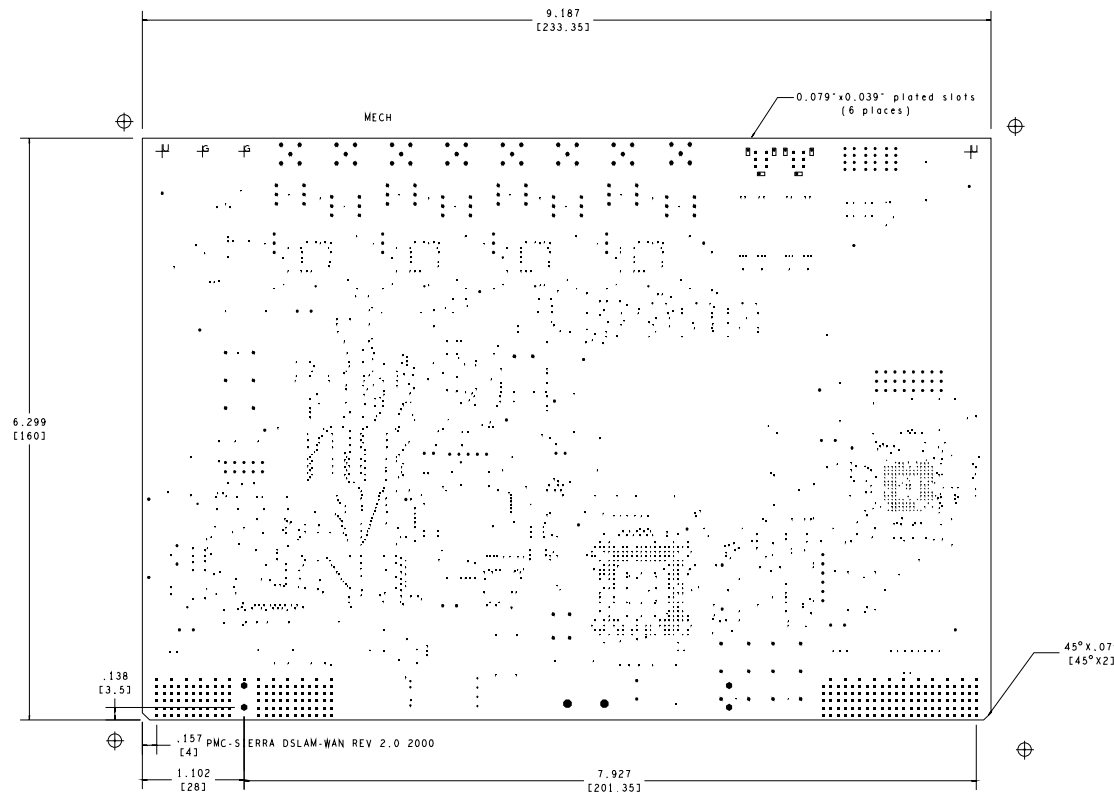 9.187
[233.35]
0.079"x0.039" plated slots
(6 places)
MECH
U G G U
6.299
[160]
45°X.07
[45°X2]
.138
[3.5]
.157
[4]
PMC-SIERRA DSLAM-WAN REV 2.0 2000
1.102
[28]
7.927
[201.35]